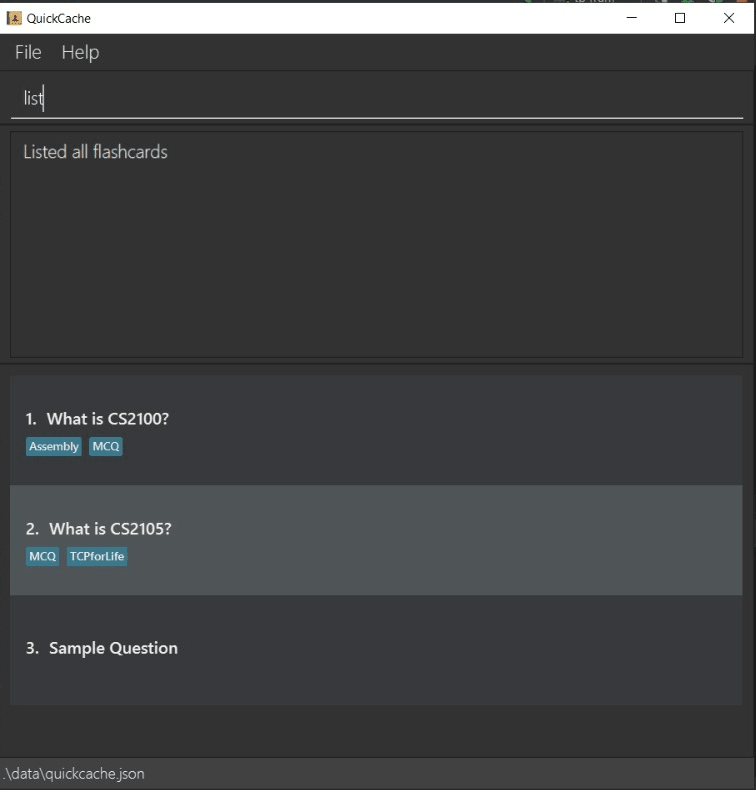 QuickCache
File Help
list
Listed all flashcards
1. What is CS2100?
Assembly MCQ
2. What is CS2105?
MCQ TCPforLife
3. Sample Question
.\data\quickcache.json